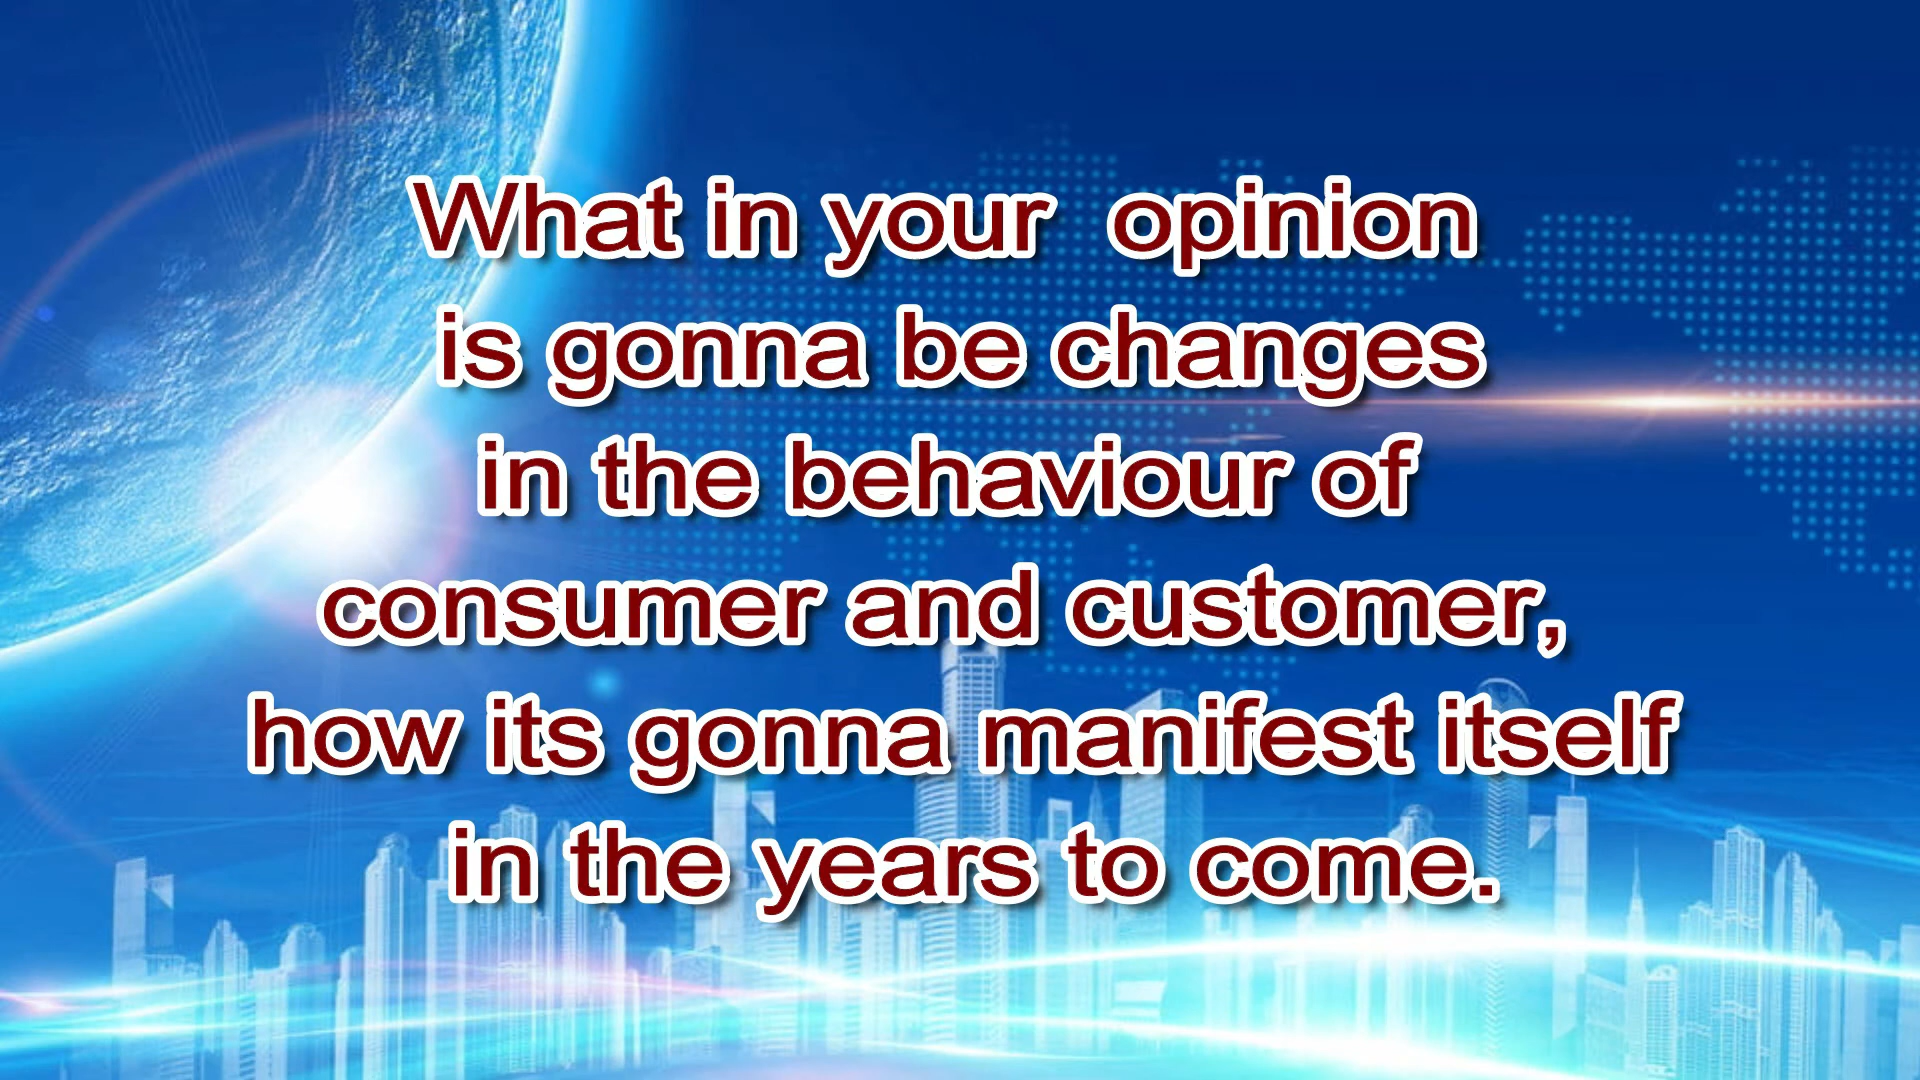 What in your  opinion
is gonna be changes
in the behaviour of
consumer and customer,
how its gonna manifest itself
in the years to come.